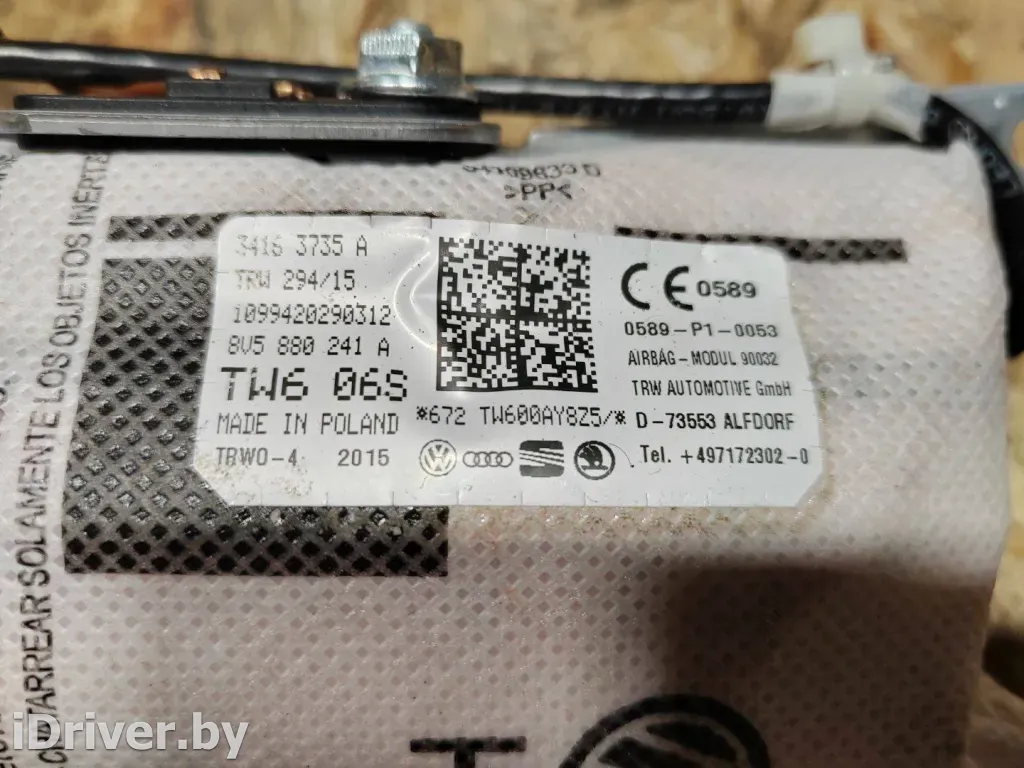 >PP<
3416 3735 A
TRW 294/15
1099420290312
8V5 880 241 A
TW6 06S
MADE IN POLAND
TRWO-4 2015
*672 TW600AY8Z5/*
CE 0589
0589-P1-0053
AIRBAG-MODUL 90032
TRW AUTOMOTIVE GmbH
D-73553 ALFDORF
Tel. +497172302-0
TARREAR SOLAMENTE LOS OBJETOS INERTE
iDriver.by